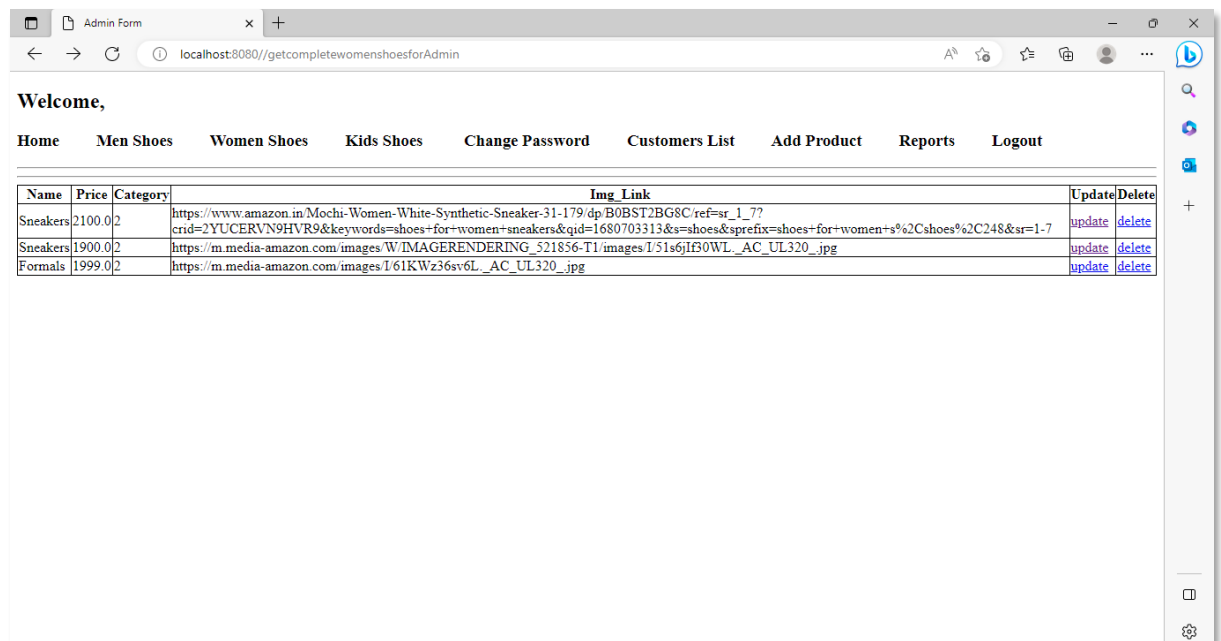 Admin Form
localhost:8080//getcompletewomenshoesforAdmin
Welcome,
Home Men Shoes Women Shoes Kids Shoes Change Password Customers List Add Product Reports Logout
Name Price Category Img_Link Update Delete
Sneakers 2100.0 2 https://www.amazon.in/Mochi-Women-White-Synthetic-Sneaker-31-179/dp/B0BST2BG8C/ref=sr_1_7? update delete
crid=2YUCERVN9HVR9&keywords=shoes+for+women+sneakers&qid=1680703313&s=shoes&sprefix=shoes+for+women+s%2Cshoes%2C248&sr=1-7
Sneakers 1900.0 2 https://m.media-amazon.com/images/W/IMAGERENDERING_521856-T1/images/I/51s6jIf30WL._AC_UL320_.jpg update delete
Formals 1999.0 2 https://m.media-amazon.com/images/I/61KWz36sv6L._AC_UL320_.jpg update delete